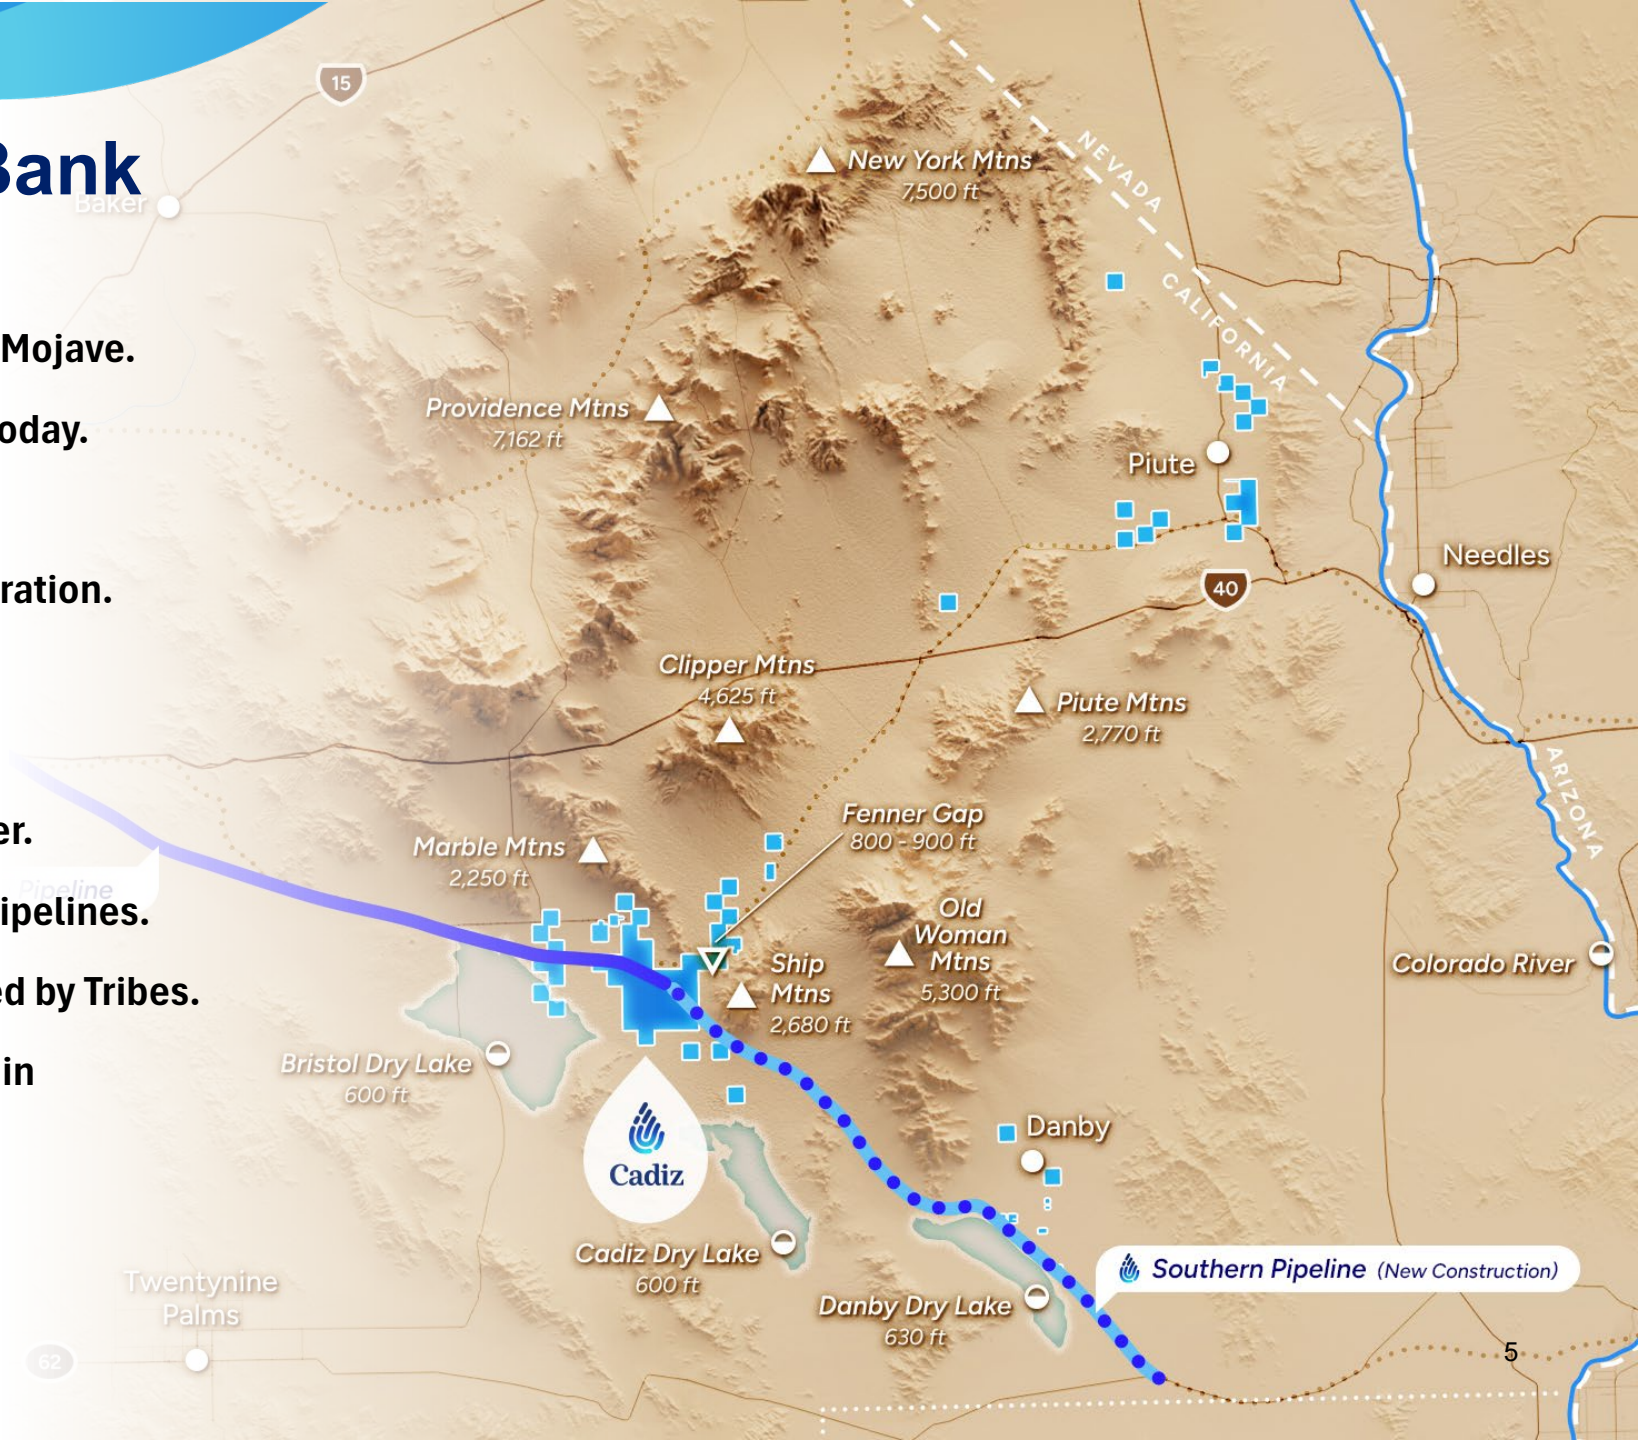 15
Bank
Baker
New York Mtns
7,500 ft
NEVADA
CALIFORNIA
Mojave.
Providence Mtns
7,162 ft
oday.
Piute
Needles
40
ration.
Clipper Mtns
4,625 ft
Piute Mtns
2,770 ft
ARIZONA
Fenner Gap
800 - 900 ft
er.
Marble Mtns
2,250 ft
Pipeline
ipelines.
Old
Woman
Mtns
5,300 ft
Ship
Mtns
2,680 ft
Colorado River
ed by Tribes.
Bristol Dry Lake
600 ft
in
Cadiz
Danby
Cadiz Dry Lake
600 ft
Southern Pipeline (New Construction)
Twentynine
Palms
Danby Dry Lake
630 ft
62
5